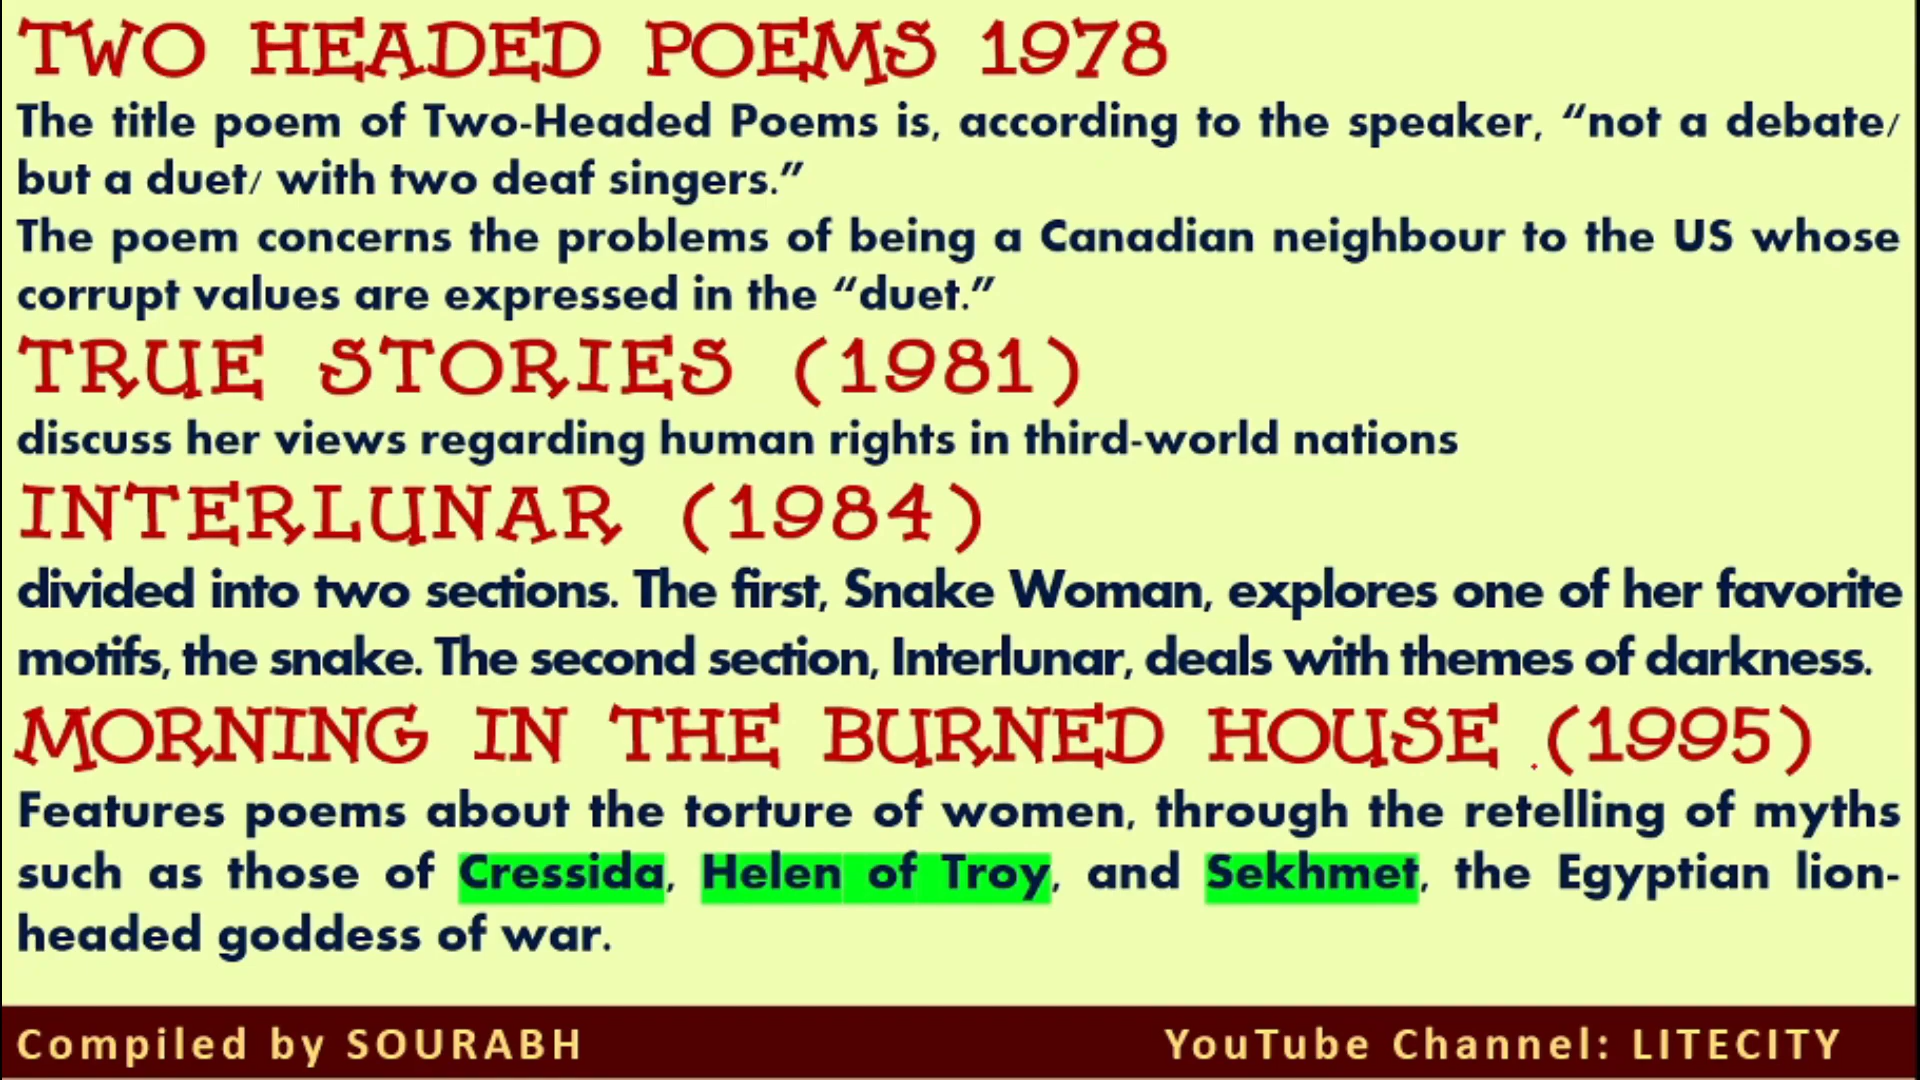 TWO HEADED POEMS 1978
The title poem of Two-Headed Poems is, according to the speaker, “not a debate/
but a duet/ with two deaf singers.”
The poem concerns the problems of being a Canadian neighbour to the US whose
corrupt values are expressed in the “duet.”
TRUE STORIES (1981)
discuss her views regarding human rights in third-world nations
INTERLUNAR (1984)
divided into two sections. The first, Snake Woman, explores one of her favorite
motifs, the snake. The second section, Interlunar, deals with themes of darkness.
MORNING IN THE BURNED HOUSE (1995)
Features poems about the torture of women, through the retelling of myths
such as those of Cressida, Helen of Troy, and Sekhmet, the Egyptian lion-
headed goddess of war.
Compiled by SOURABH
YouTube Channel: LITECITY